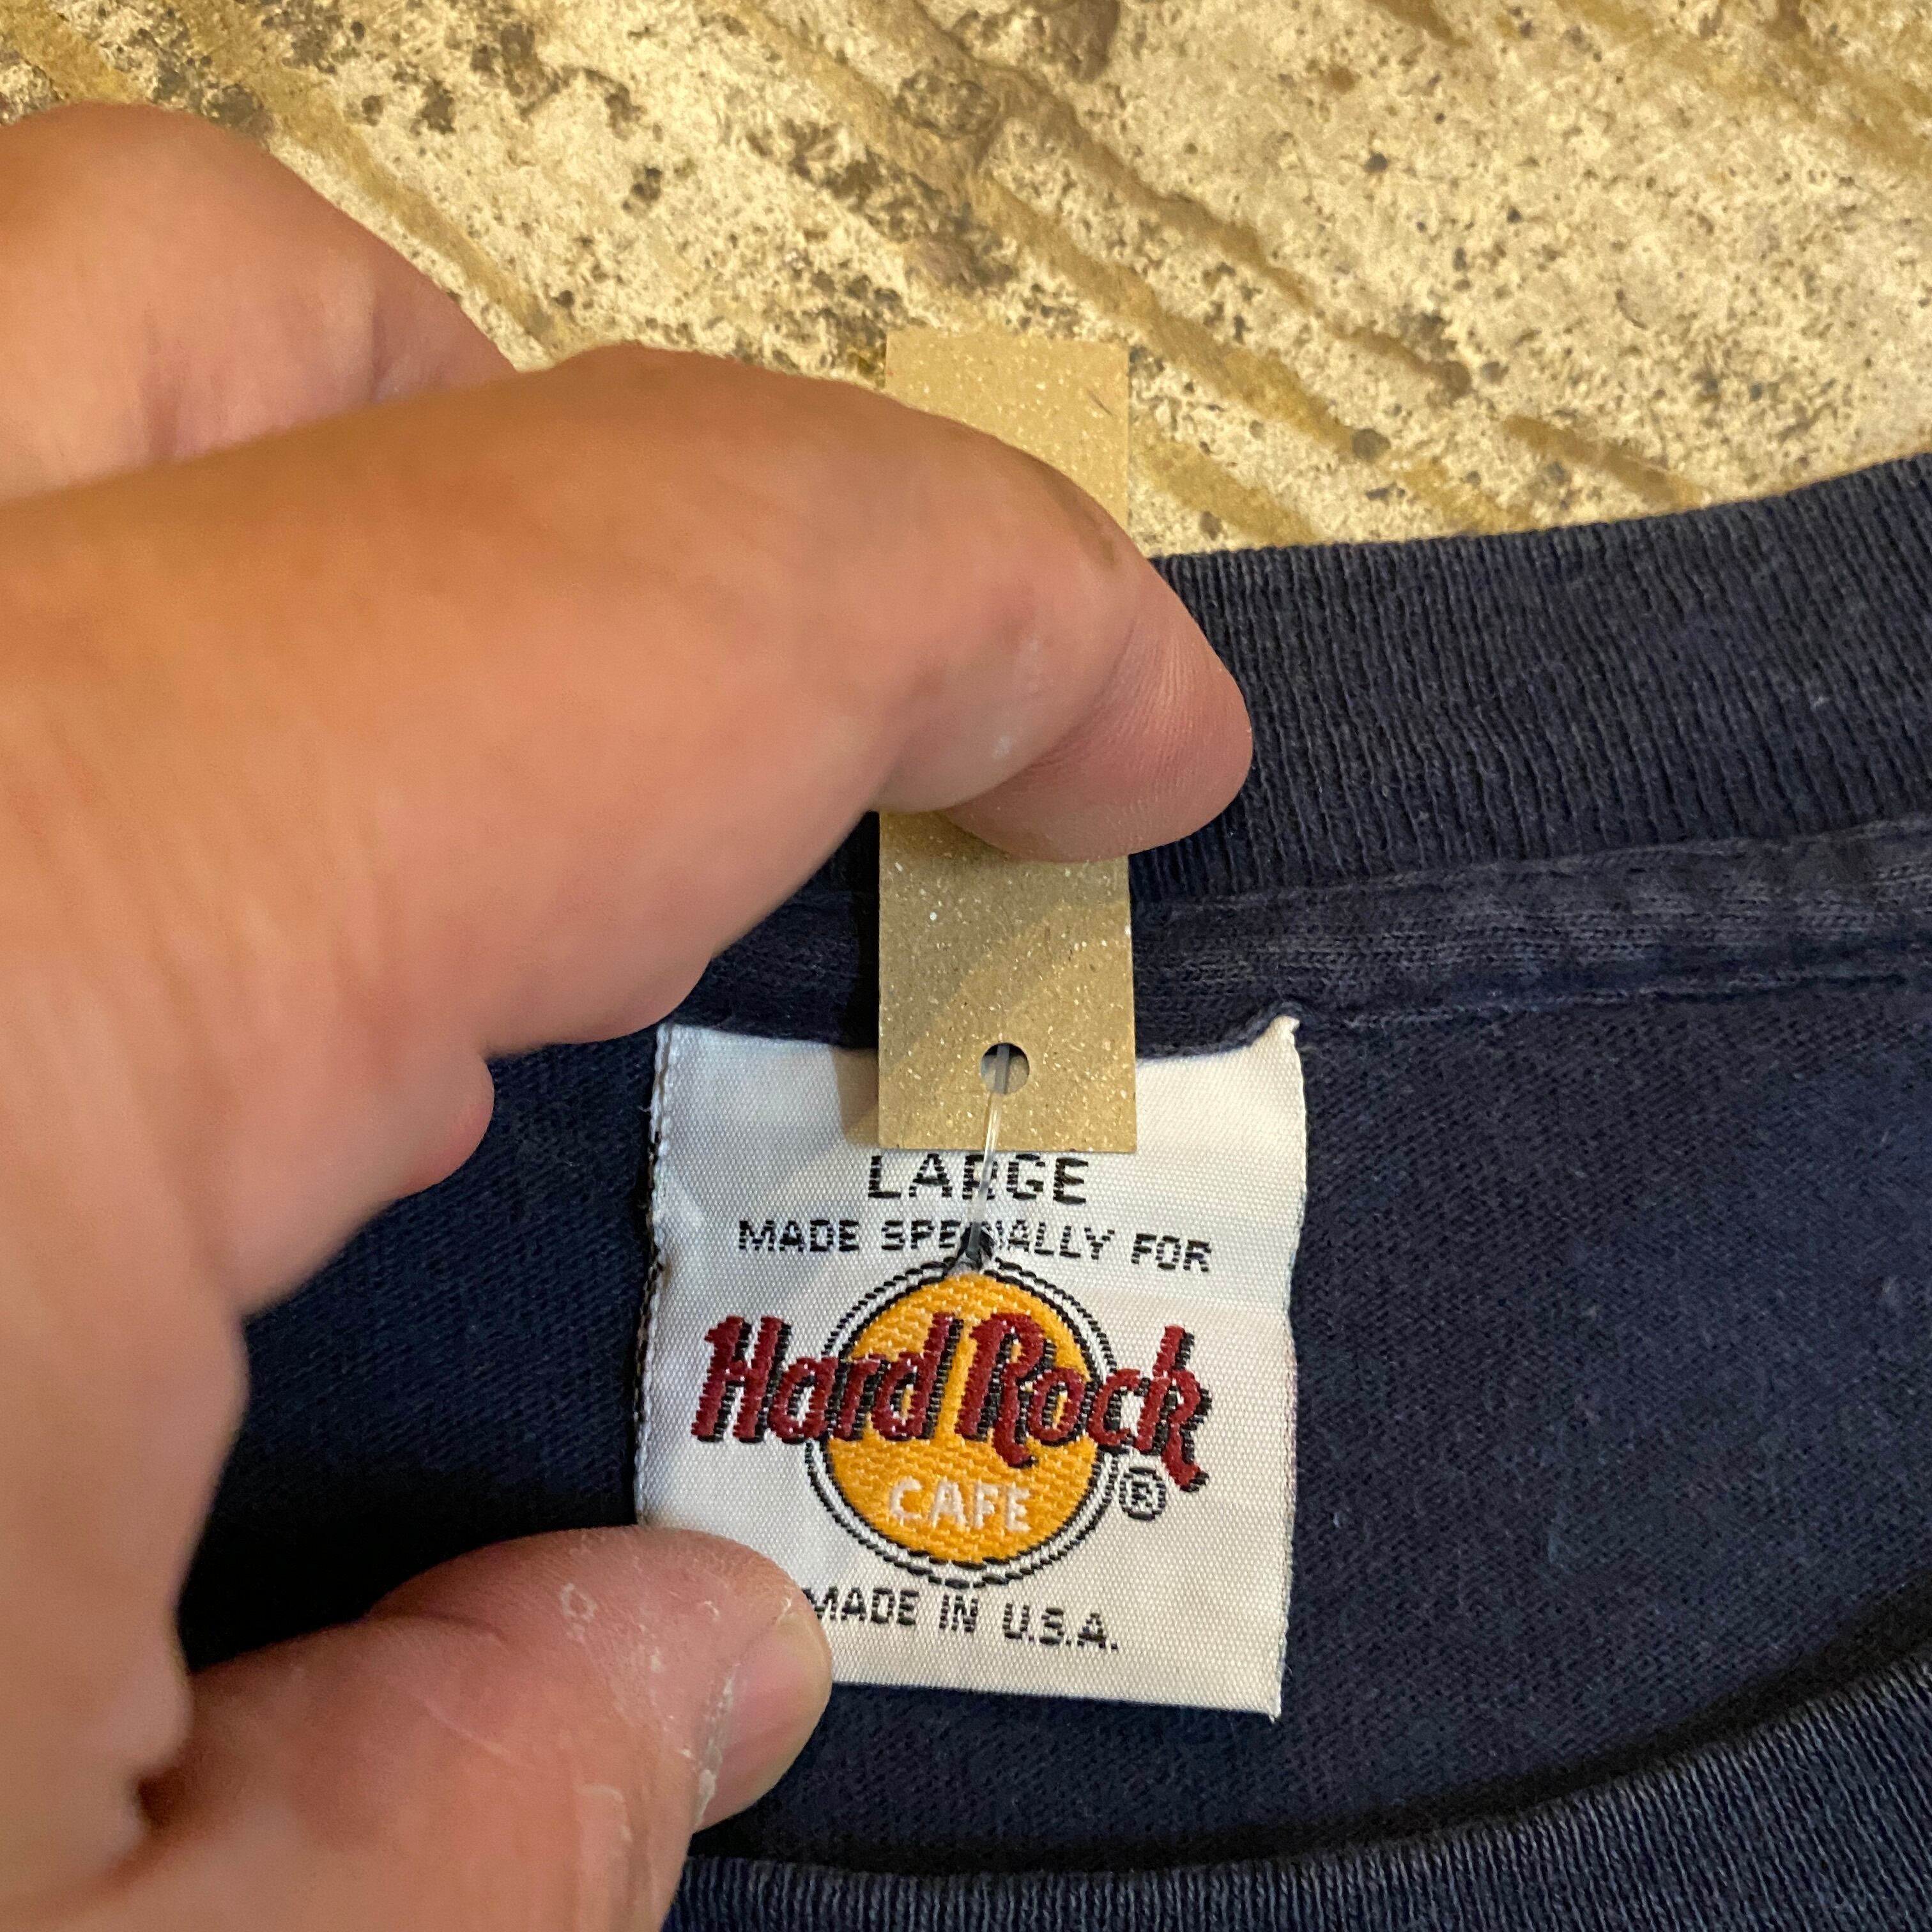 LARGE
MADE SPECIALLY FOR
Hard Rock
CAFE ®
MADE IN U.S.A.